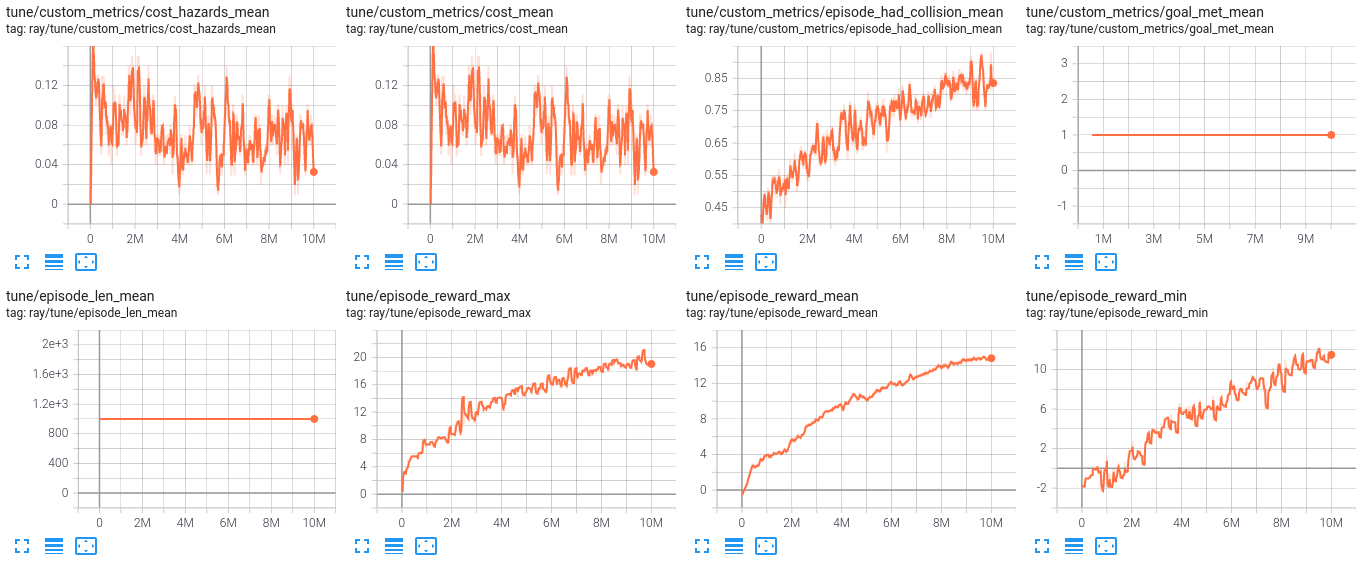 tune/custom_metrics/cost_hazards_mean
tag: ray/tune/custom_metrics/cost_hazards_mean
0.12
0.08
0.04
0
0 2M 4M 6M 8M 10M
tune/custom_metrics/cost_mean
tag: ray/tune/custom_metrics/cost_mean
0.12
0.08
0.04
0
0 2M 4M 6M 8M 10M
tune/custom_metrics/episode_had_collision_mean
tag: ray/tune/custom_metrics/episode_had_collision_mean
0.85
0.75
0.65
0.55
0.45
0 2M 4M 6M 8M 10M
tune/custom_metrics/goal_met_mean
tag: ray/tune/custom_metrics/goal_met_mean
3
2
1
0
-1
1M 3M 5M 7M 9M
tune/episode_len_mean
tag: ray/tune/episode_len_mean
2e+3
1.6e+3
1.2e+3
800
400
0
0 2M 4M 6M 8M 10M
tune/episode_reward_max
tag: ray/tune/episode_reward_max
20
16
12
8
4
0
0 2M 4M 6M 8M 10M
tune/episode_reward_mean
tag: ray/tune/episode_reward_mean
16
12
8
4
0
0 2M 4M 6M 8M 10M
tune/episode_reward_min
tag: ray/tune/episode_reward_min
10
6
2
-2
0 2M 4M 6M 8M 10M